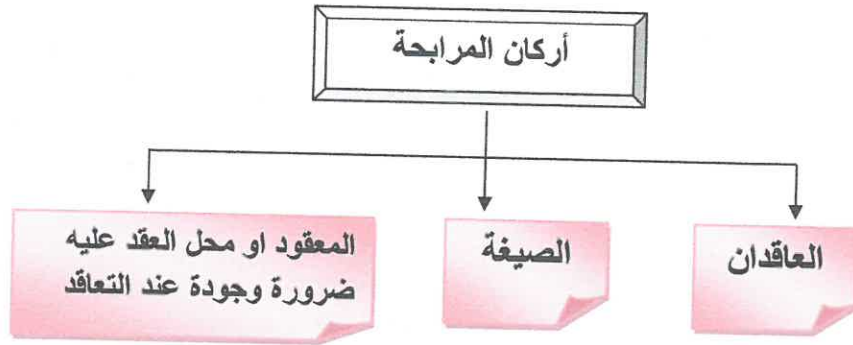 أركان المرابحة
العاقدان
الصيغة
المعقود او محل العقد عليه
ضرورة وجودة عند التعاقد